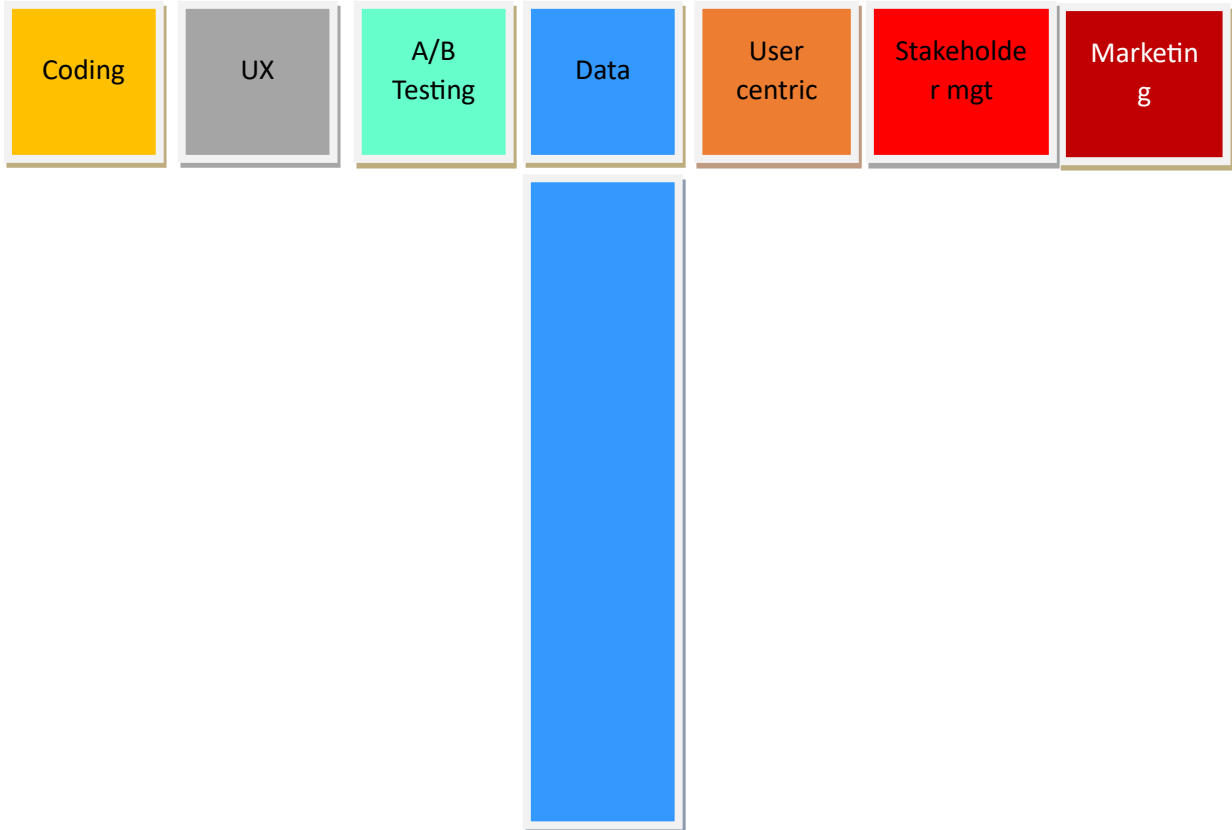 Coding
UX
A/B
Testing
Data
User
centric
Stakeholde
r mgt
Marketin
g